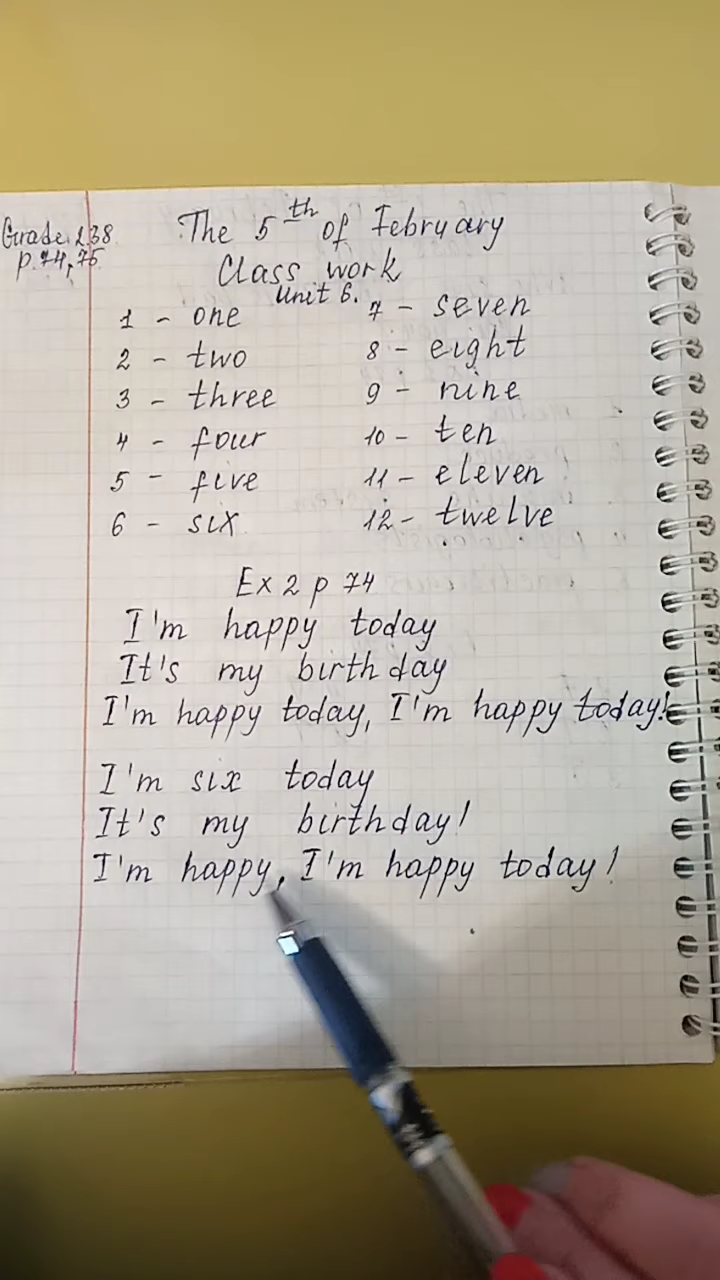 Grade 2 38
p. 74, 75
The 5th of February
Class work
Unit 6.
1 - one
2 - two
3 - three
4 - four
5 - five
6 - six
7 - seven
8 - eight
9 - nine
10 - ten
11 - eleven
12 - twelve
Ex 2 p 74
I'm happy today
It's my birthday
I'm happy today, I'm happy today!
I'm six today
It's my birthday!
I'm happy, I'm happy today!